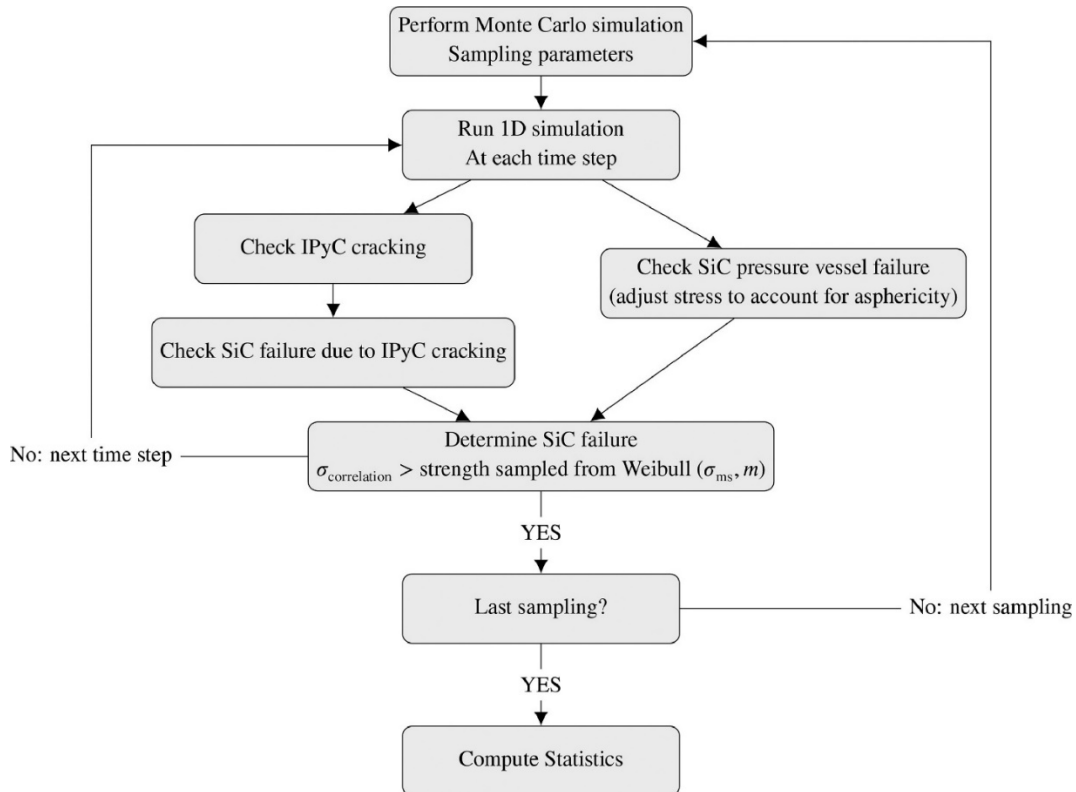 Perform Monte Carlo simulation
Sampling parameters
Run 1D simulation
At each time step
Check IPyC cracking
Check SiC pressure vessel failure
(adjust stress to account for asphericity)
Check SiC failure due to IPyC cracking
Determine SiC failure
σcorrelation > strength sampled from Weibull (σms, m)
No: next time step
YES
Last sampling?
No: next sampling
YES
Compute Statistics